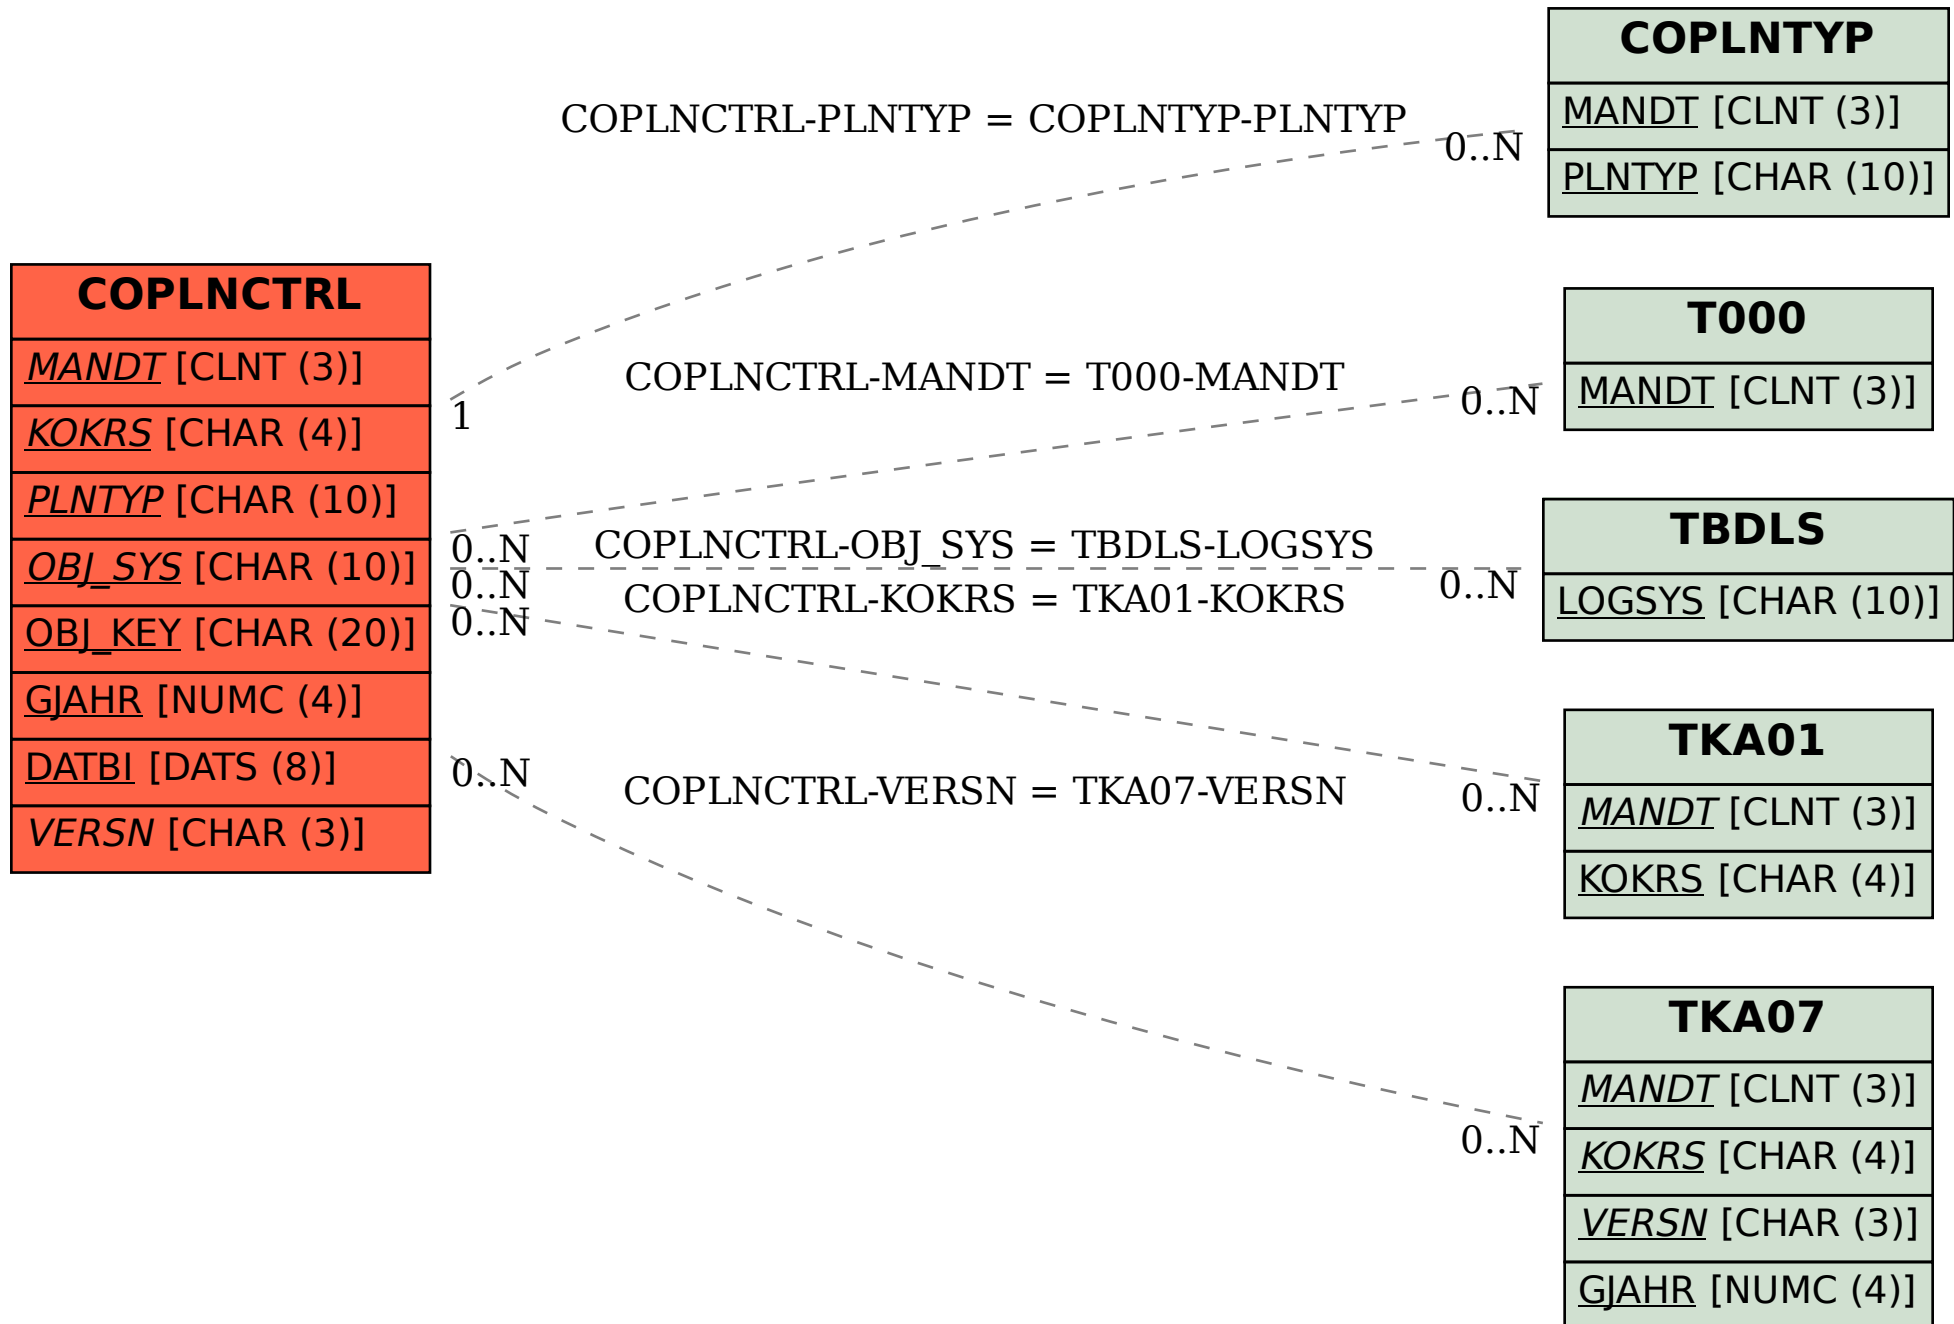 COPLNCTRL
MANDT [CLNT (3)]
KOKRS [CHAR (4)]
PLNTYP [CHAR (10)]
OBJ_SYS [CHAR (10)]
OBJ_KEY [CHAR (20)]
GJAHR [NUMC (4)]
DATBI [DATS (8)]
VERSN [CHAR (3)]
COPLNCTRL-PLNTYP = COPLNTYP-PLNTYP
0..N
1
COPLNCTRL-MANDT = T000-MANDT
0..N
0..N
COPLNCTRL-OBJ_SYS = TBDLS-LOGSYS
0..N
0..N
COPLNCTRL-KOKRS = TKA01-KOKRS
0..N
0..N
COPLNCTRL-VERSN = TKA07-VERSN
0..N
0..N
COPLNTYP
MANDT [CLNT (3)]
PLNTYP [CHAR (10)]
T000
MANDT [CLNT (3)]
TBDLS
LOGSYS [CHAR (10)]
TKA01
MANDT [CLNT (3)]
KOKRS [CHAR (4)]
TKA07
MANDT [CLNT (3)]
KOKRS [CHAR (4)]
VERSN [CHAR (3)]
GJAHR [NUMC (4)]